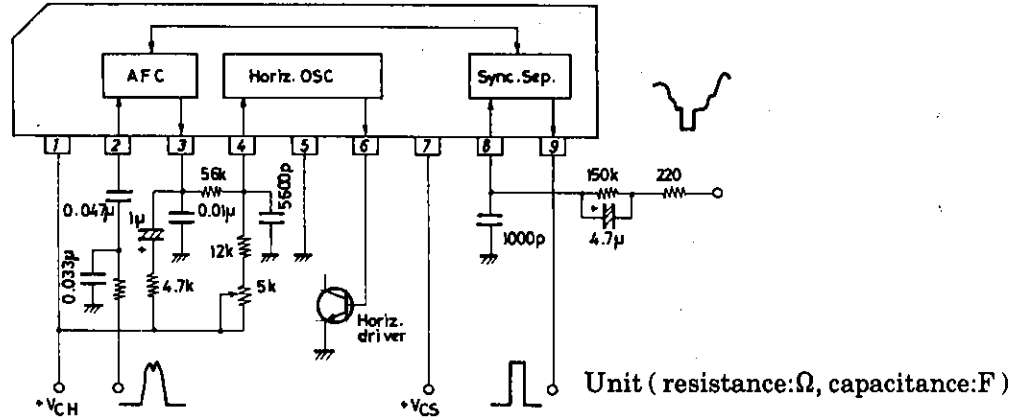 AFC
Horiz. OSC
Sync. Sep.
1 2 3 4 5 6 7 8 9
56k
5600p
150k
220
0.047µ
1µ
0.01µ
1000p
4.7µ
12k
0.033µ
4.7k
5k
Horiz.
driver
+VCH
+VCS
Unit ( resistance:Ω, capacitance:F )